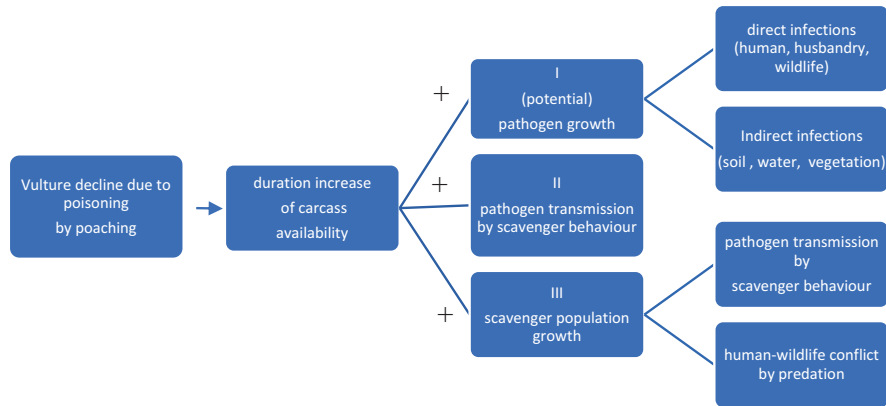 Vulture decline due to
poisoning
by poaching
duration increase
of carcass
availability
+
I
(potential)
pathogen growth
+
II
pathogen transmission
by scavenger behaviour
+
III
scavenger population
growth
direct infections
(human, husbandry,
wildlife)
Indirect infections
(soil , water, vegetation)
pathogen transmission
by
scavenger behaviour
human-wildlife conflict
by predation